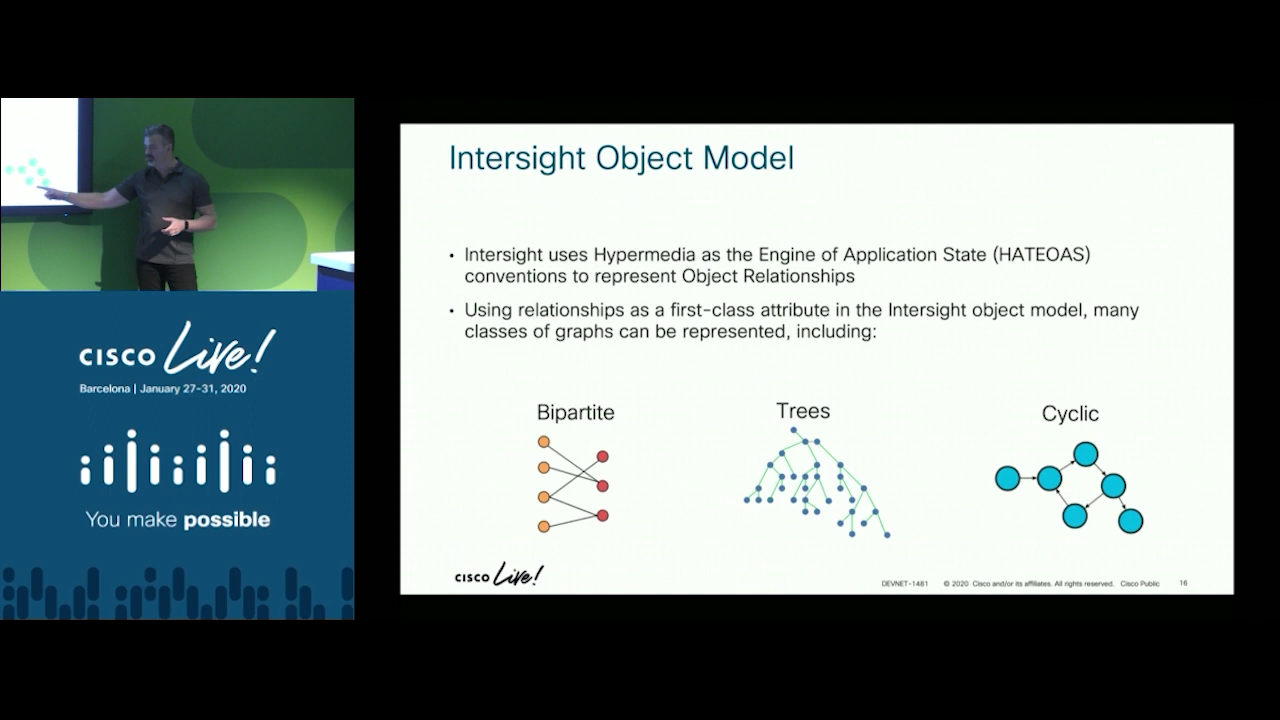 CISCO Live!
Barcelona | January 27-31, 2020
You make possible
Intersight Object Model
• Intersight uses Hypermedia as the Engine of Application State (HATEOAS)
conventions to represent Object Relationships
• Using relationships as a first-class attribute in the Intersight object model, many
classes of graphs can be represented, including:
Bipartite
Trees
Cyclic
CISCO Live!
DEVNET-1481 © 2020 Cisco and/or its affiliates. All rights reserved. Cisco Public 16